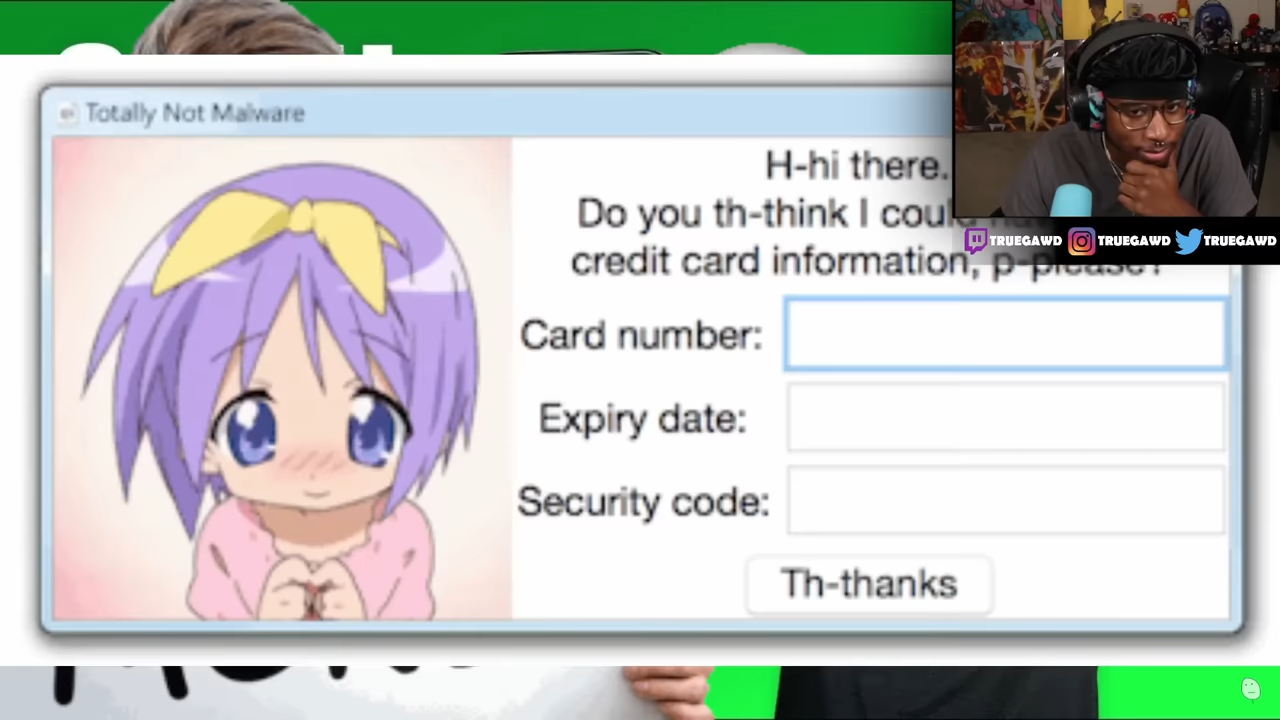 Totally Not Malware
H-hi there.
Do you th-think I could
credit card information, p-please?
Card number:
Expiry date:
Security code:
Th-thanks
TRUEGAWD TRUEGAWD TRUEGAWD